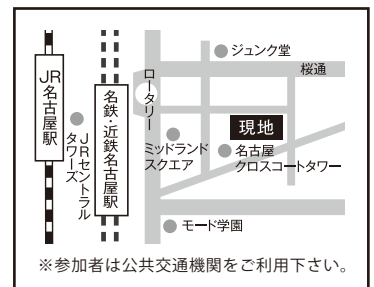 ジュンク堂
桜通
JR名古屋駅
名鉄・近鉄名古屋駅
ロータリー
JRセントラル
タワーズ
ミッドランド
スクエア
現地
名古屋
クロスコートタワー
モード学園
※参加者は公共交通機関をご利用下さい。